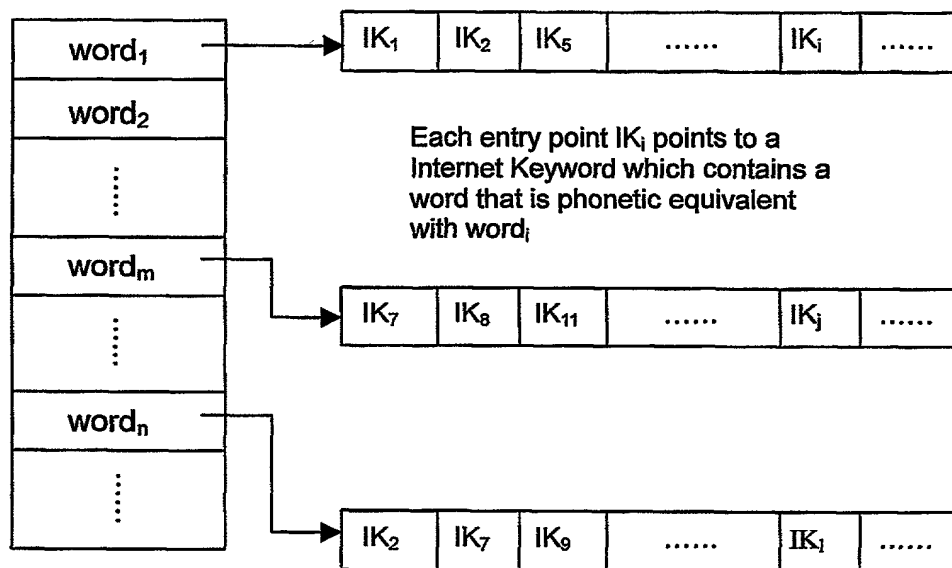 word₁ IK₁ IK₂ IK₅ ...... IKᵢ ......
word₂
Each entry point IKᵢ points to a
Internet Keyword which contains a
word that is phonetic equivalent
with wordᵢ
......
wordₘ
IK₇ IK₈ IK₁₁ ...... IKⱼ ......
......
wordₙ
......
IK₂ IK₇ IK₉ ...... IKₗ ......